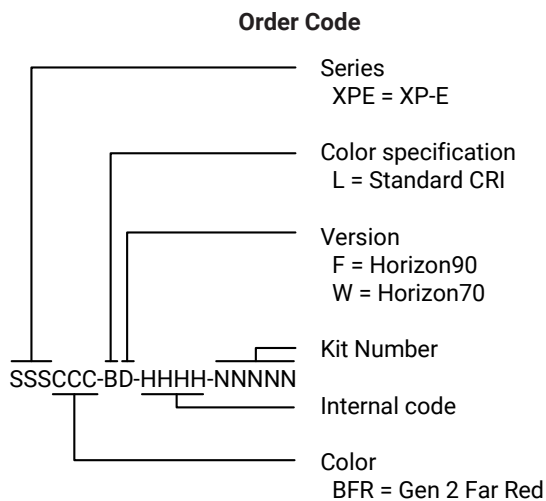 Order Code
Series
XPE = XP-E
Color specification
L = Standard CRI
Version
F = Horizon90
W = Horizon70
Kit Number
SSSCCC-BD-HHHH-NNNNN
Internal code
Color
BFR = Gen 2 Far Red